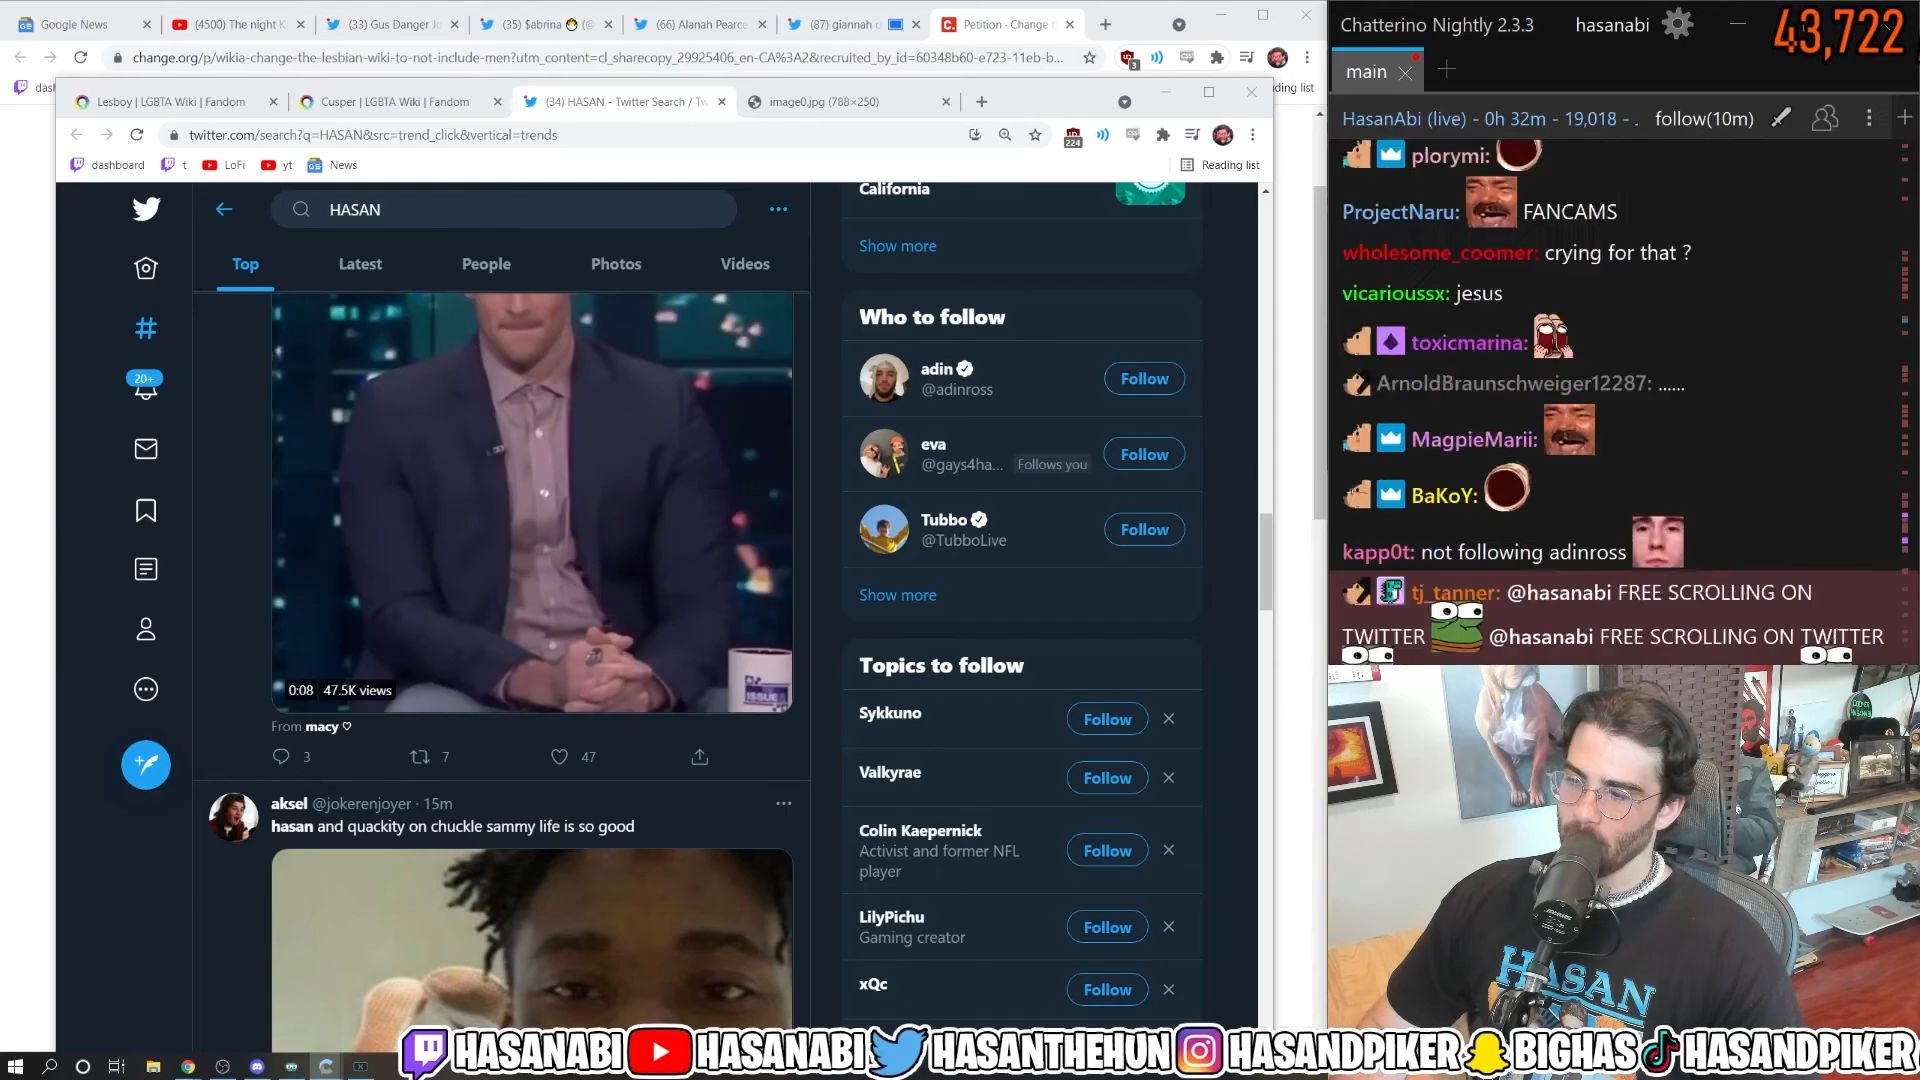 Google News
(4500) The night K
(33) Gus Danger Jo
(35) $abrina
(66) Alanah Pearce
(87) giannah
Petition · Change t
change.org/p/wikia-change-the-lesbian-wiki-to-not-include-men?utm_content=cl_sharecopy_29925406_en-CA%3A2&recruited_by_id=60348b60-e723-11eb-b...
3
dash
ding list
Lesboy | LGBTA Wiki | Fandom
Cusper | LGBTA Wiki | Fandom
(34) HASAN - Twitter Search / Tw
image0.jpg (788×250)
twitter.com/search?q=HASAN&src=trend_click&vertical=trends
224
dashboard
t
LoFi
yt
News
Reading list
HASAN
Top
Latest
People
Photos
Videos
20+
0:08 47.5K views
From macy ♡
3
7
47
aksel @jokerenjoyer · 15m
hasan and quackity on chuckle sammy life is so good
California
Show more
Who to follow
adin
@adinross
Follow
eva
@gays4ha... Follows you
Follow
Tubbo
@TubboLive
Follow
Show more
Topics to follow
Sykkuno
Follow
Valkyrae
Follow
Colin Kaepernick
Activist and former NFL
player
Follow
LilyPichu
Gaming creator
Follow
xQc
Follow
Chatterino Nightly 2.3.3
hasanabi
43,722
main
HasanAbi (live) - 0h 32m - 19,018 - .
follow(10m)
plorymi:
ProjectNaru: FANCAMS
wholesome_coomer: crying for that ?
vicarioussx: jesus
toxicmarina:
ArnoldBraunschweiger12287: ......
MagpieMarii:
BaKoY:
kapp0t: not following adinross
tj_tanner: @hasanabi FREE SCROLLING ON
TWITTER @hasanabi FREE SCROLLING ON TWITTER
HASAN
HASANABI HASANABI HASANTHEHUN HASANDPIKER BIGHAS HASANDPIKER